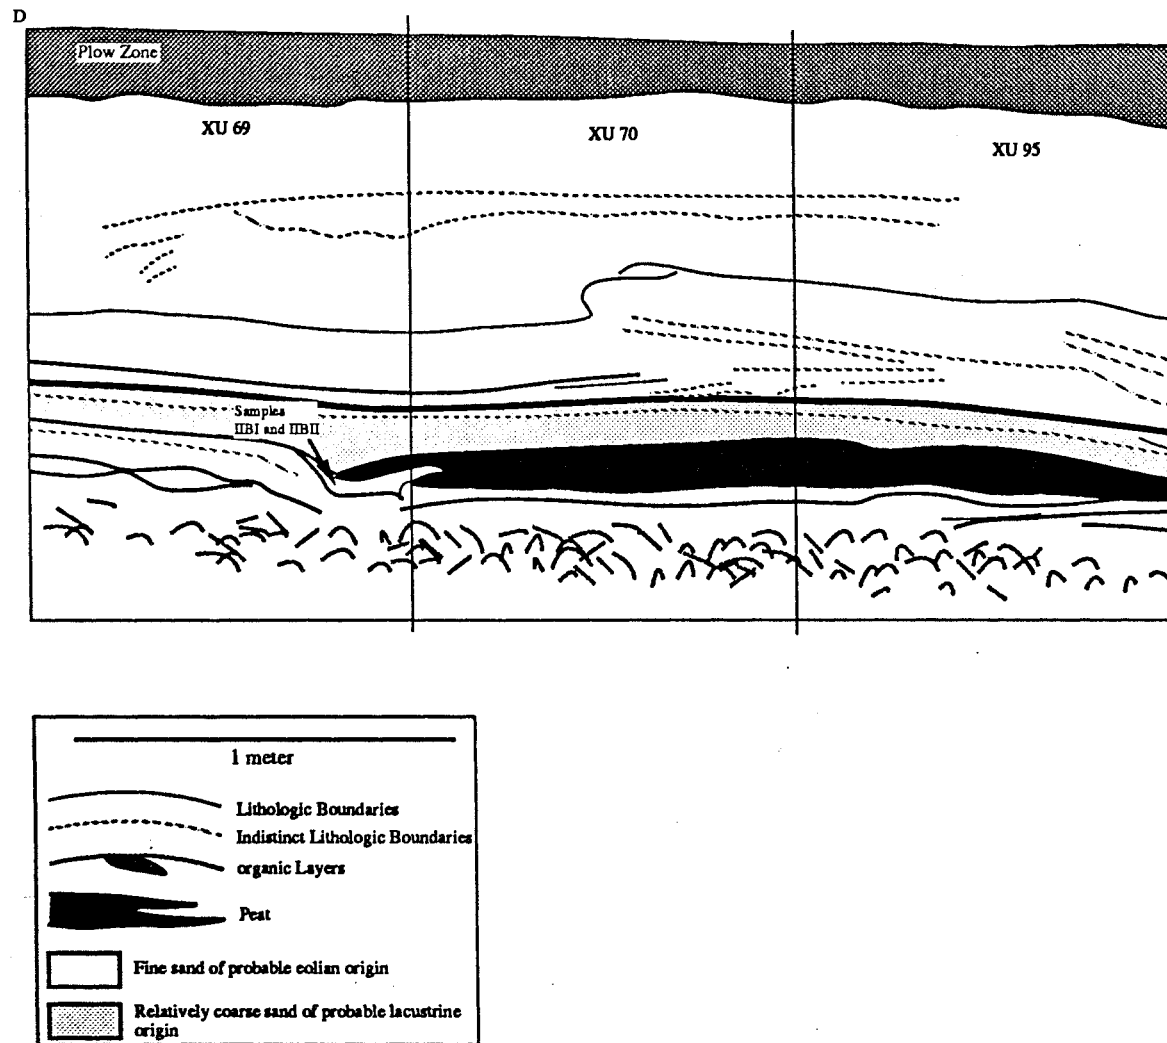 D
Plow Zone
XU 69
XU 70
XU 95
Samples
IIBI and IIBII
1 meter
Lithologic Boundaries
Indistinct Lithologic Boundaries
organic Layers
Peat
Fine sand of probable eolian origin
Relatively coarse sand of probable lacustrine
origin